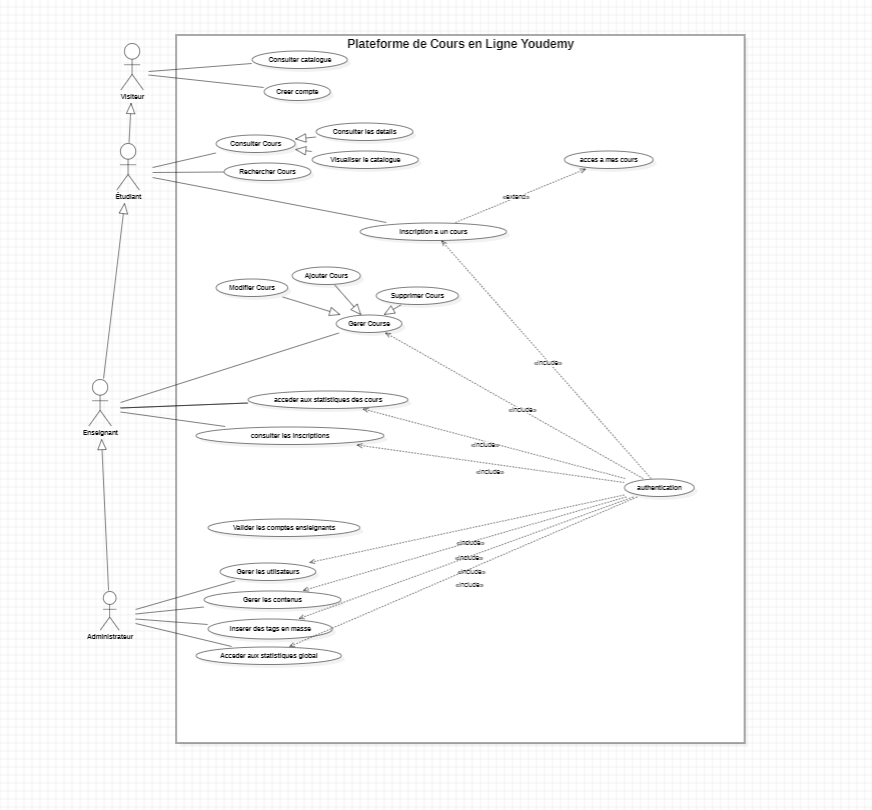 Plateforme de Cours en Ligne Youdemy
Consulter catalogue
Creer compte
Visiteur
Consulter les details
Consulter Cours
Visualiser le catalogue
acces a mes cours
Rechercher Cours
Étudiant
«extend»
Inscription a un cours
Ajouter Cours
Modifier Cours
Supprimer Cours
Gerer Course
«include»
acceder aux statistiques des cours
«include»
Enseignant
consulter les inscriptions
«include»
«include»
authentication
Valider les comptes ensieignants
«include»
«include»
Gerer les utlisateurs
«include»
«include»
Gerer les contenus
Inserer des tags en masse
Administrateur
Acceder aux statistiques global